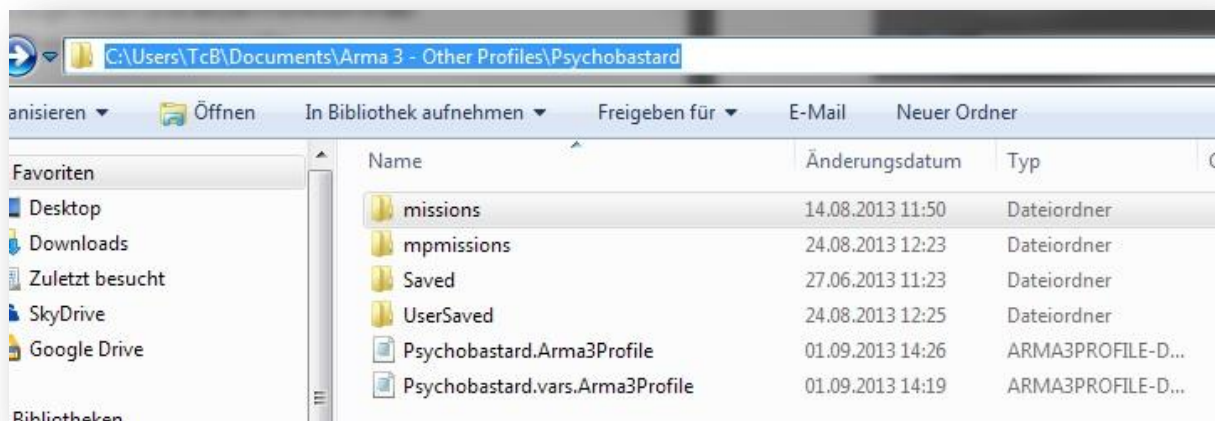 C:\Users\TcB\Documents\Arma 3 - Other Profiles\Psychobastard
anisieren Öffnen In Bibliothek aufnehmen Freigeben für E-Mail Neuer Ordner
Favoriten
Desktop
Downloads
Zuletzt besucht
SkyDrive
Google Drive
Bibliotheken
Name Änderungsdatum Typ
missions 14.08.2013 11:50 Dateiordner
mpmissions 24.08.2013 12:23 Dateiordner
Saved 27.06.2013 11:23 Dateiordner
UserSaved 24.08.2013 12:25 Dateiordner
Psychobastard.Arma3Profile 01.09.2013 14:26 ARMA3PROFILE-D...
Psychobastard.vars.Arma3Profile 01.09.2013 14:19 ARMA3PROFILE-D...